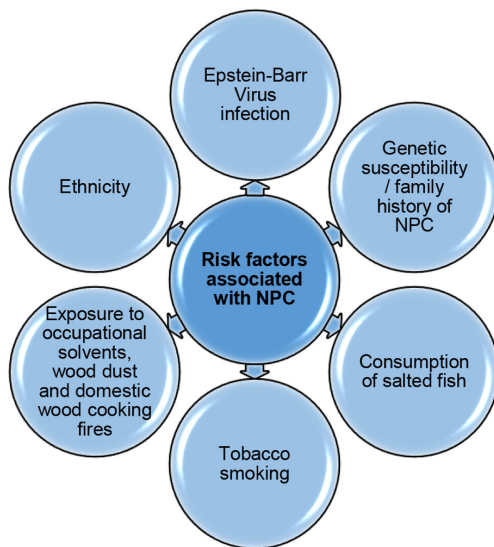 Epstein-Barr
Virus
infection
Genetic
susceptibility
/ family
history of
NPC
Consumption
of salted fish
Tobacco
smoking
Exposure to
occupational
solvents,
wood dust
and domestic
wood cooking
fires
Ethnicity
Risk factors
associated
with NPC